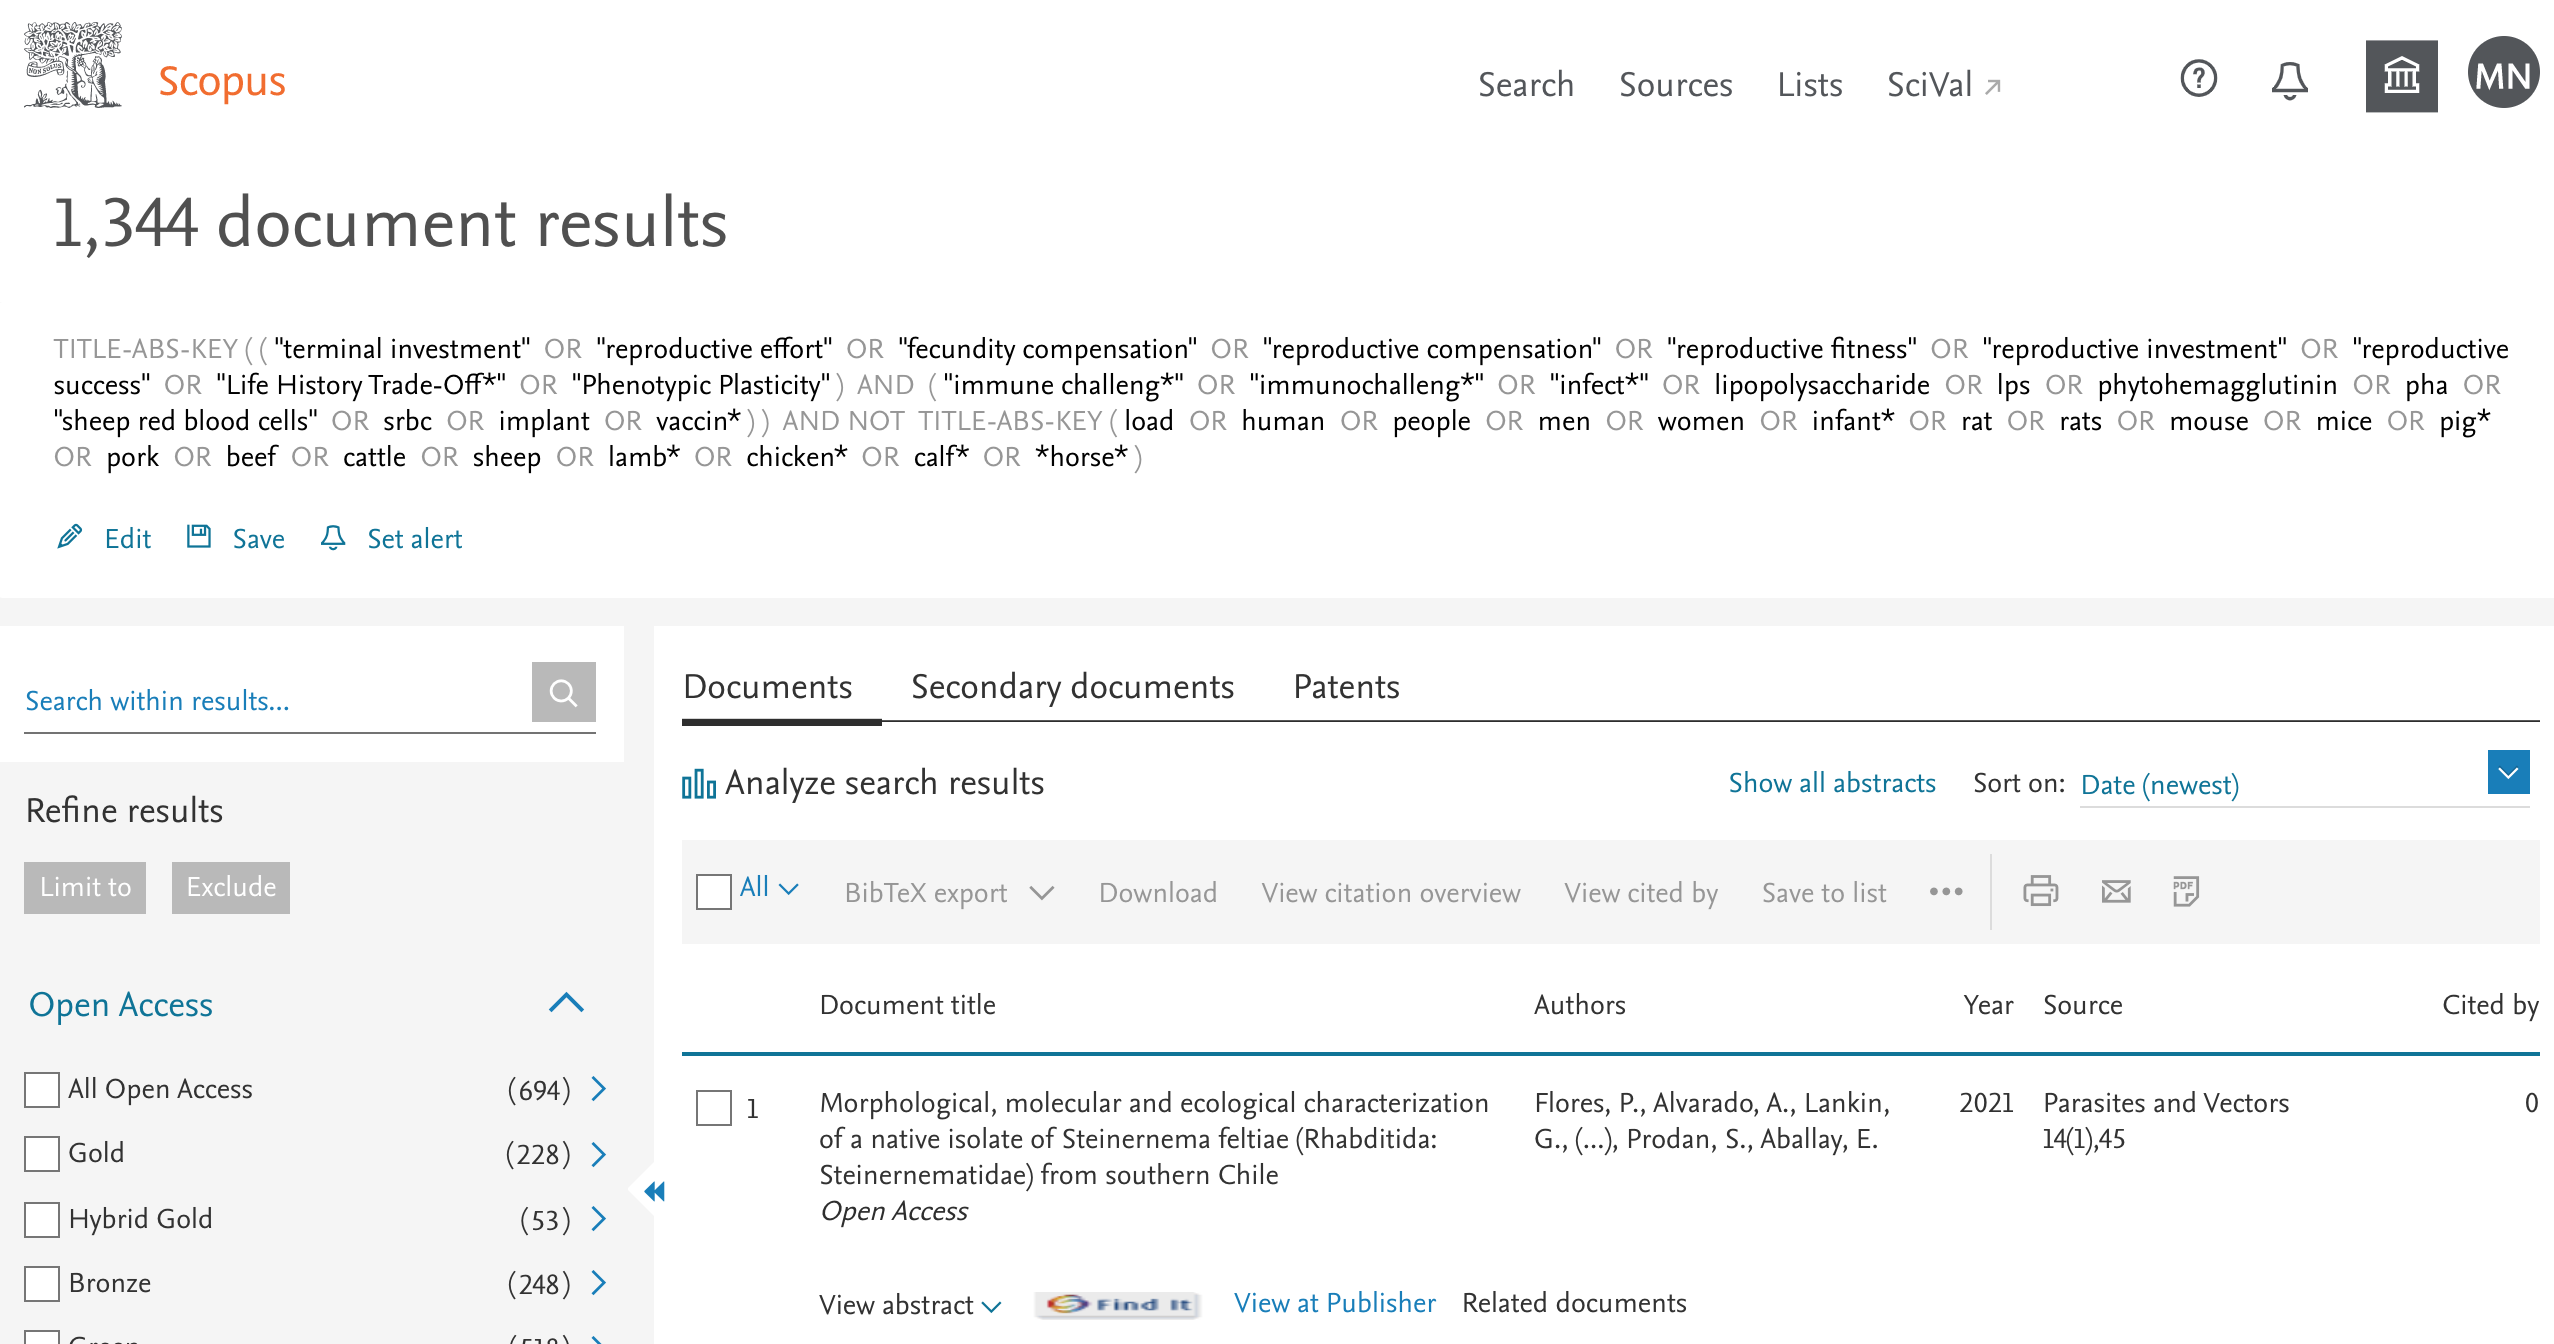 NON SOLUS
Scopus
Search Sources Lists SciVal
MN
1,344 document results
TITLE-ABS-KEY ( ( "terminal investment" OR "reproductive effort" OR "fecundity compensation" OR "reproductive compensation" OR "reproductive fitness" OR "reproductive investment" OR "reproductive
success" OR "Life History Trade-Off*" OR "Phenotypic Plasticity" ) AND ( "immune challeng*" OR "immunochalleng*" OR "infect*" OR lipopolysaccharide OR lps OR phytohemagglutinin OR pha OR
"sheep red blood cells" OR srbc OR implant OR vaccin* ) ) AND NOT TITLE-ABS-KEY ( load OR human OR people OR men OR women OR infant* OR rat OR rats OR mouse OR mice OR pig*
OR pork OR beef OR cattle OR sheep OR lamb* OR chicken* OR calf* OR *horse* )
Edit Save Set alert
Search within results...
Refine results
Limit to Exclude
Open Access
All Open Access (694)
Gold (228)
Hybrid Gold (53)
Bronze (248)
Green (518)
Documents Secondary documents Patents
Analyze search results Show all abstracts Sort on: Date (newest)
All BibTeX export Download View citation overview View cited by Save to list ••• PDF
Document title Authors Year Source Cited by
1 Morphological, molecular and ecological characterization Flores, P., Alvarado, A., Lankin, 2021 Parasites and Vectors 0
of a native isolate of Steinernema feltiae (Rhabditida: G., (...), Prodan, S., Aballay, E. 14(1),45
Steinernematidae) from southern Chile
Open Access
View abstract Find It View at Publisher Related documents